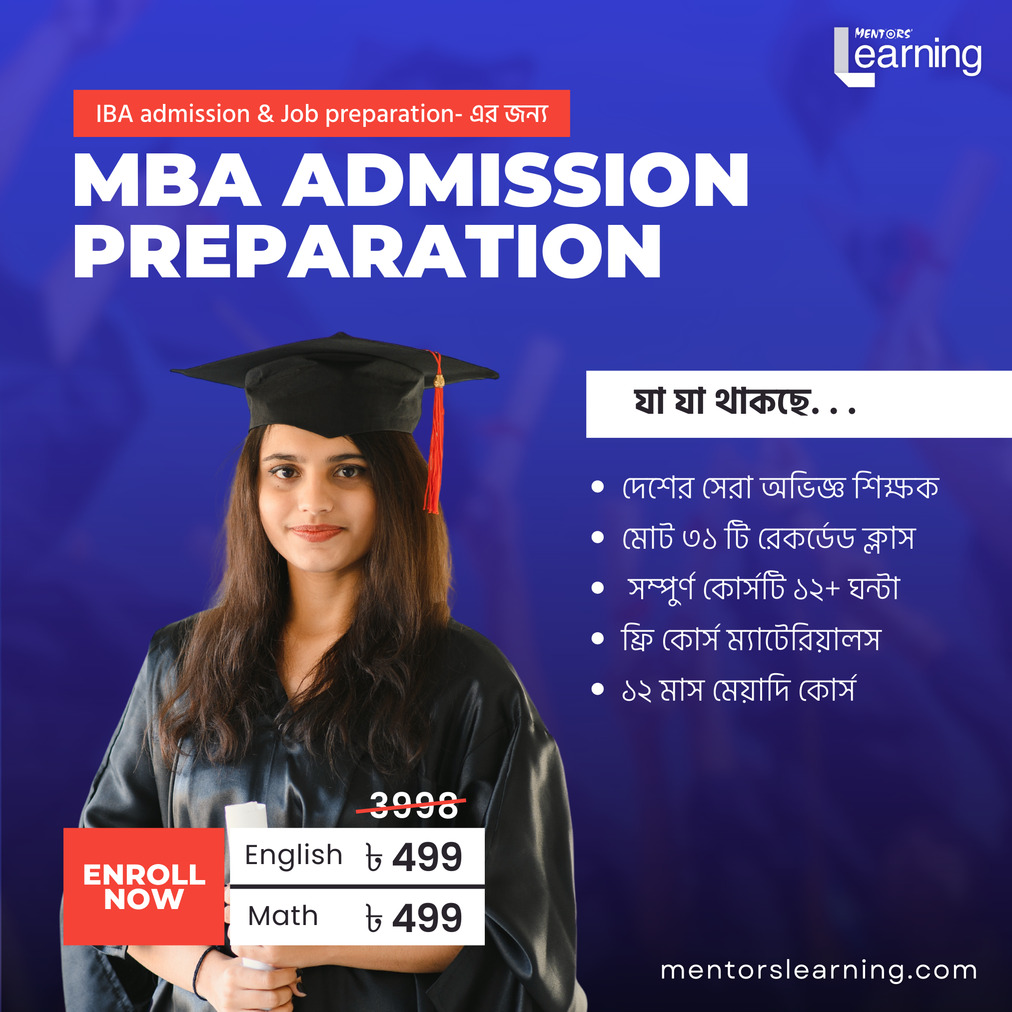 MENTORS'
Learning
IBA admission & Job preparation- এর জন্য
MBA ADMISSION
PREPARATION
যা যা থাকছে. . .
• দেশের সেরা অভিজ্ঞ শিক্ষক
• মোট ৩১ টি রেকর্ডেড ক্লাস
• সম্পুর্ণ কোর্সটি ১২+ ঘন্টা
• ফ্রি কোর্স ম্যাটেরিয়ালস
• ১২ মাস মেয়াদি কোর্স
3998
ENROLL
NOW
English ৳ 499
Math ৳ 499
mentorslearning.com